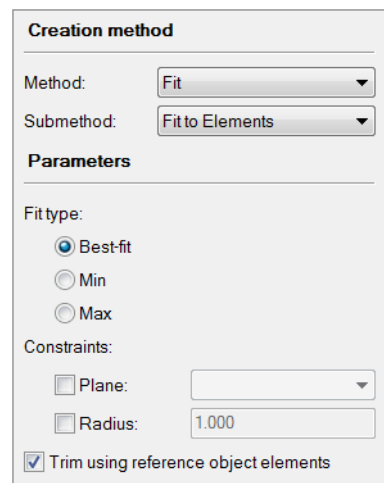 Creation method
Method: Fit
Submethod: Fit to Elements
Parameters
Fit type:
Best-fit
Min
Max
Constraints:
Plane:
Radius: 1.000
Trim using reference object elements